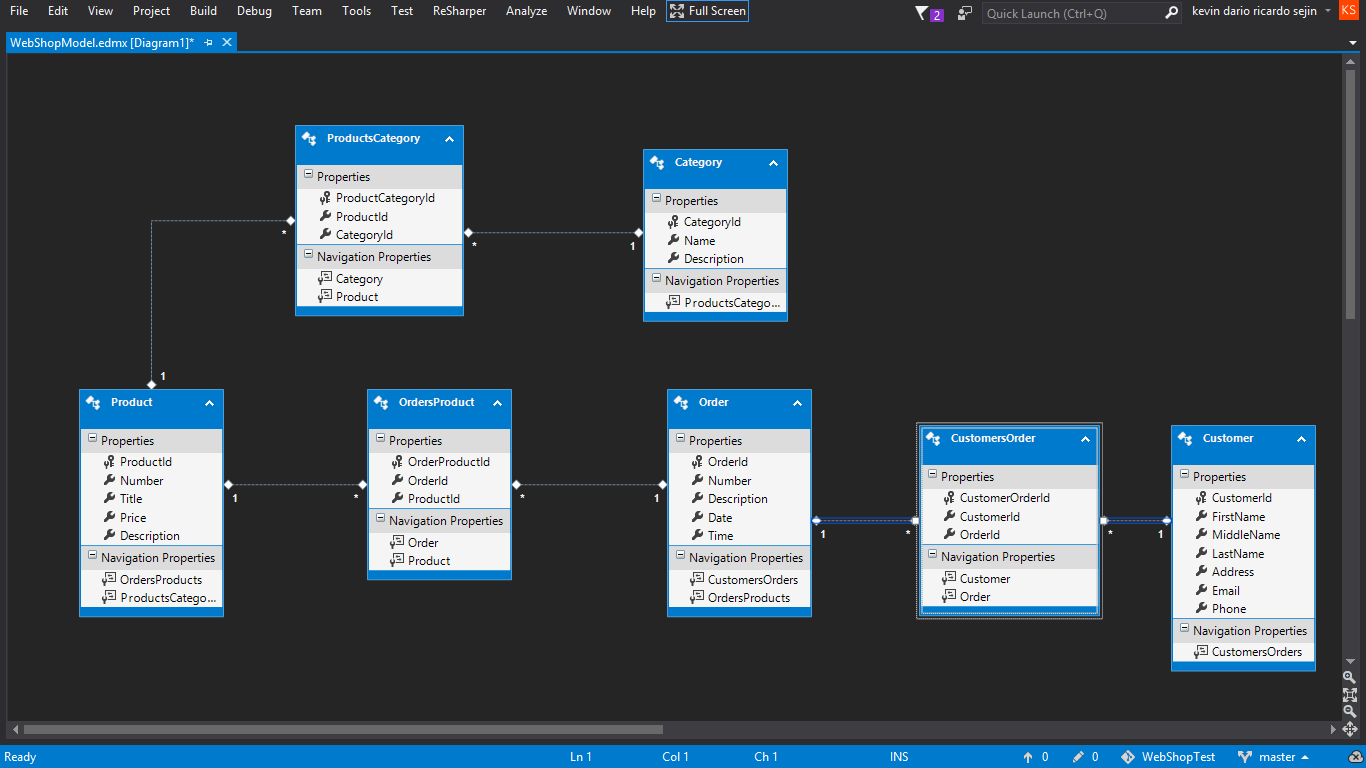 File Edit View Project Build Debug Team Tools Test ReSharper Analyze Window Help Full Screen 2 Quick Launch (Ctrl+Q) kevin dario ricardo sejin KS
WebShopModel.edmx [Diagram1]*
ProductsCategory
Properties
ProductCategoryId
ProductId
CategoryId
Navigation Properties
Category
Product
Category
Properties
CategoryId
Name
Description
Navigation Properties
ProductsCatego...
* 1
* 1
Product
Properties
ProductId
Number
Title
Price
Description
Navigation Properties
OrdersProducts
ProductsCatego...
1 *
OrdersProduct
Properties
OrderProductId
OrderId
ProductId
Navigation Properties
Order
Product
* 1
Order
Properties
OrderId
Number
Description
Date
Time
Navigation Properties
CustomersOrders
OrdersProducts
1 *
CustomersOrder
Properties
CustomerOrderId
CustomerId
OrderId
Navigation Properties
Customer
Order
* 1
Customer
Properties
CustomerId
FirstName
MiddleName
LastName
Address
Email
Phone
Navigation Properties
CustomersOrders
Ready Ln 1 Col 1 Ch 1 INS 0 0 WebShopTest master